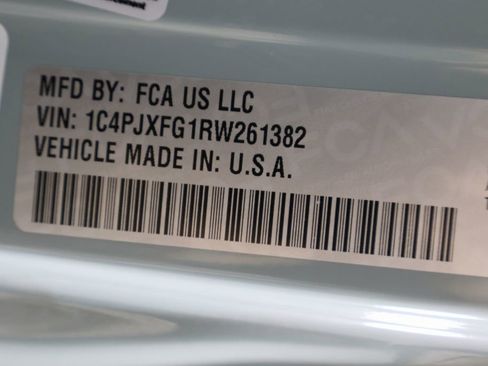 MFD BY: FCA US LLC
VIN: 1C4PJXFG1RW261382
VEHICLE MADE IN: U.S.A.